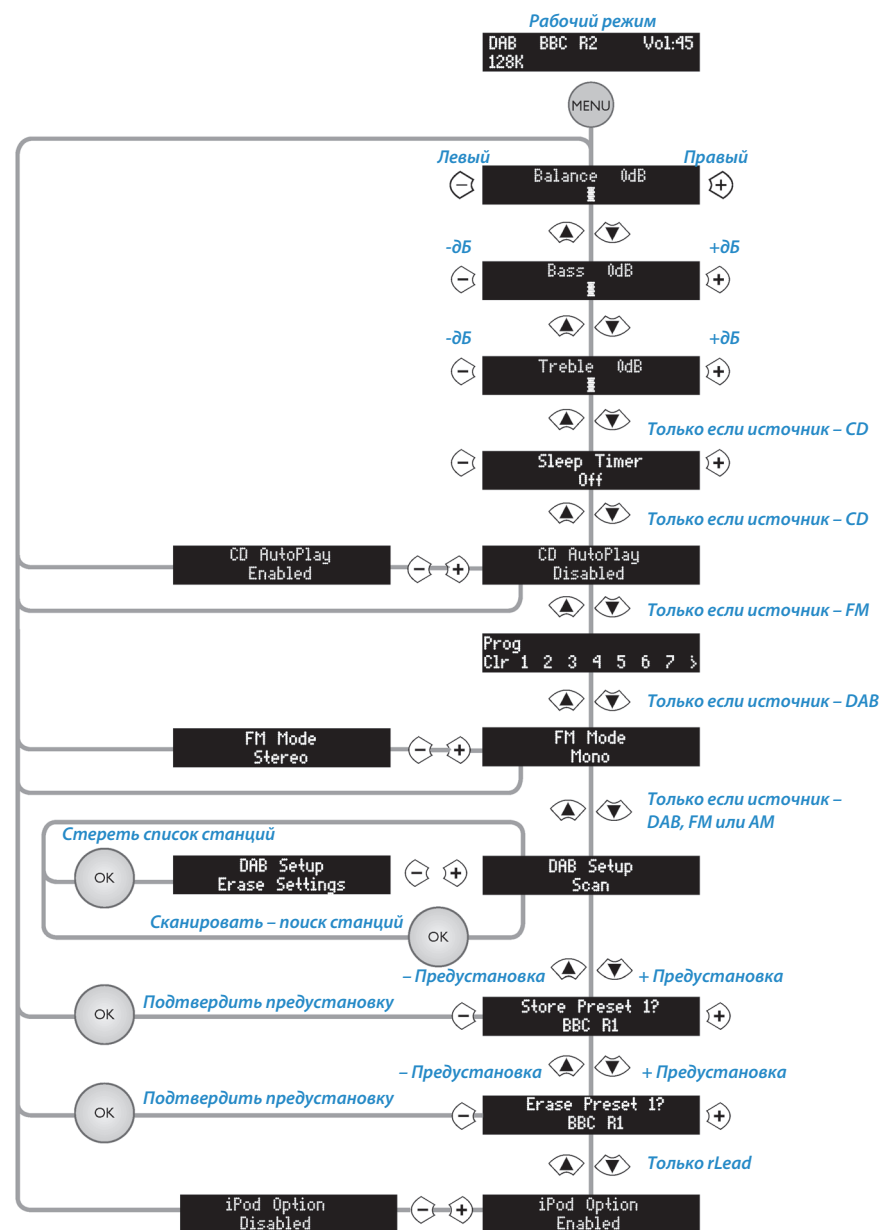 Рабочий режим
DAB BBC R2 Vol:45
128K
MENU
Левый
Правый
Balance 0dB
-дБ
+дБ
Bass 0dB
-дБ
+дБ
Treble 0dB
Только если источник – CD
Sleep Timer
Off
Только если источник – CD
CD AutoPlay
Enabled
CD AutoPlay
Disabled
Только если источник – FM
Prog
Clr 1 2 3 4 5 6 7 >
Только если источник – DAB
FM Mode
Stereo
FM Mode
Mono
Только если источник –
DAB, FM или AM
Стереть список станций
OK
DAB Setup
Erase Settings
DAB Setup
Scan
Сканировать – поиск станций
OK
– Предустановка
+ Предустановка
OK
Подтвердить предустановку
Store Preset 1?
BBC R1
– Предустановка
+ Предустановка
OK
Подтвердить предустановку
Erase Preset 1?
BBC R1
Только rLead
iPod Option
Disabled
iPod Option
Enabled